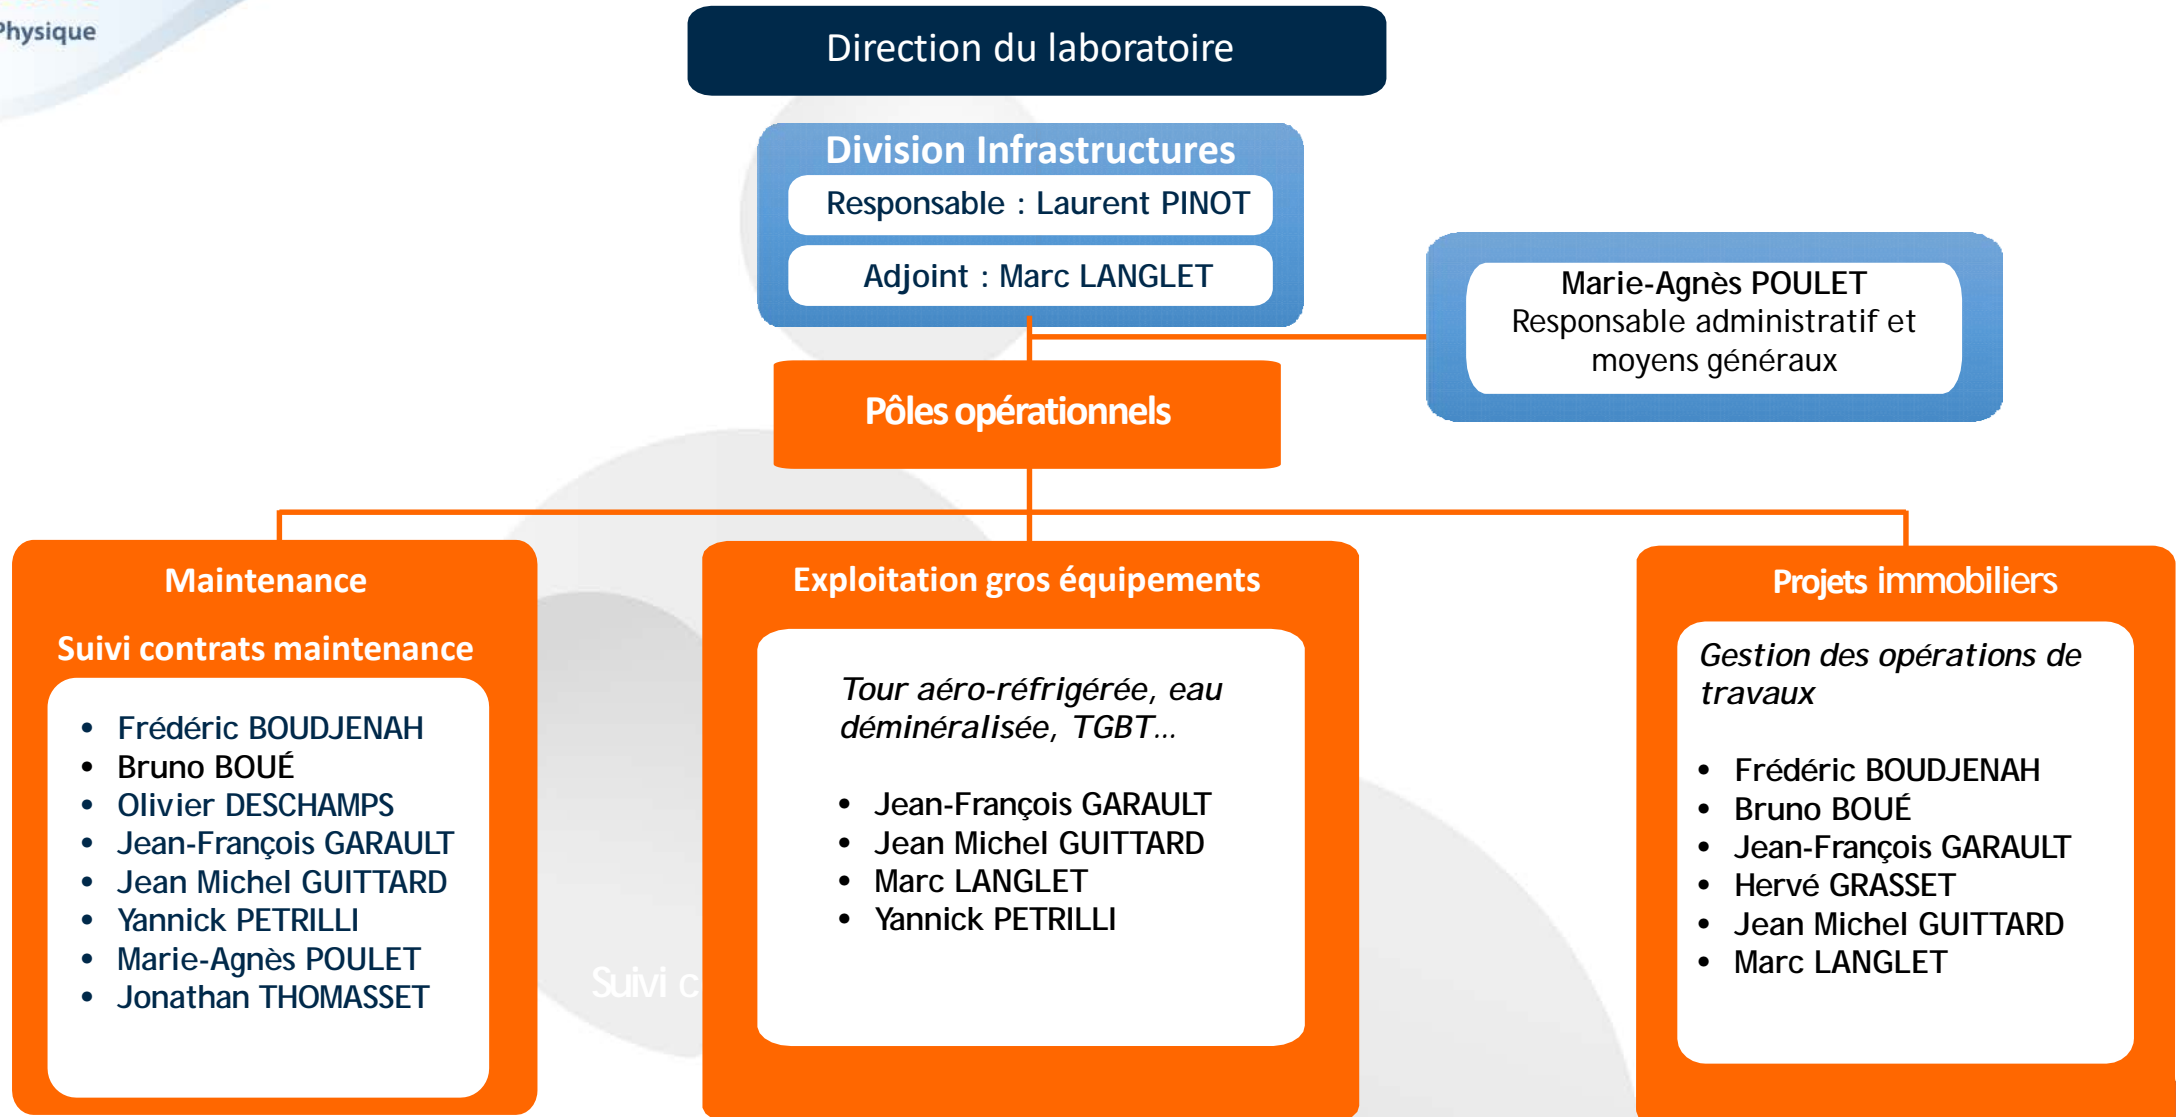 Physique
Direction du laboratoire
Division Infrastructures
Responsable : Laurent PINOT
Adjoint : Marc LANGLET
Marie-Agnès POULET
Responsable administratif et
moyens généraux
Pôles opérationnels
Maintenance
Suivi contrats maintenance
• Frédéric BOUDJENAH
• Bruno BOUÉ
• Olivier DESCHAMPS
• Jean-François GARAULT
• Jean Michel GUITTARD
• Yannick PETRILLI
• Marie-Agnès POULET
• Jonathan THOMASSET
Suivi c
Exploitation gros équipements
Tour aéro-réfrigérée, eau
déminéralisée, TGBT...
• Jean-François GARAULT
• Jean Michel GUITTARD
• Marc LANGLET
• Yannick PETRILLI
Projets immobiliers
Gestion des opérations de
travaux
• Frédéric BOUDJENAH
• Bruno BOUÉ
• Jean-François GARAULT
• Hervé GRASSET
• Jean Michel GUITTARD
• Marc LANGLET